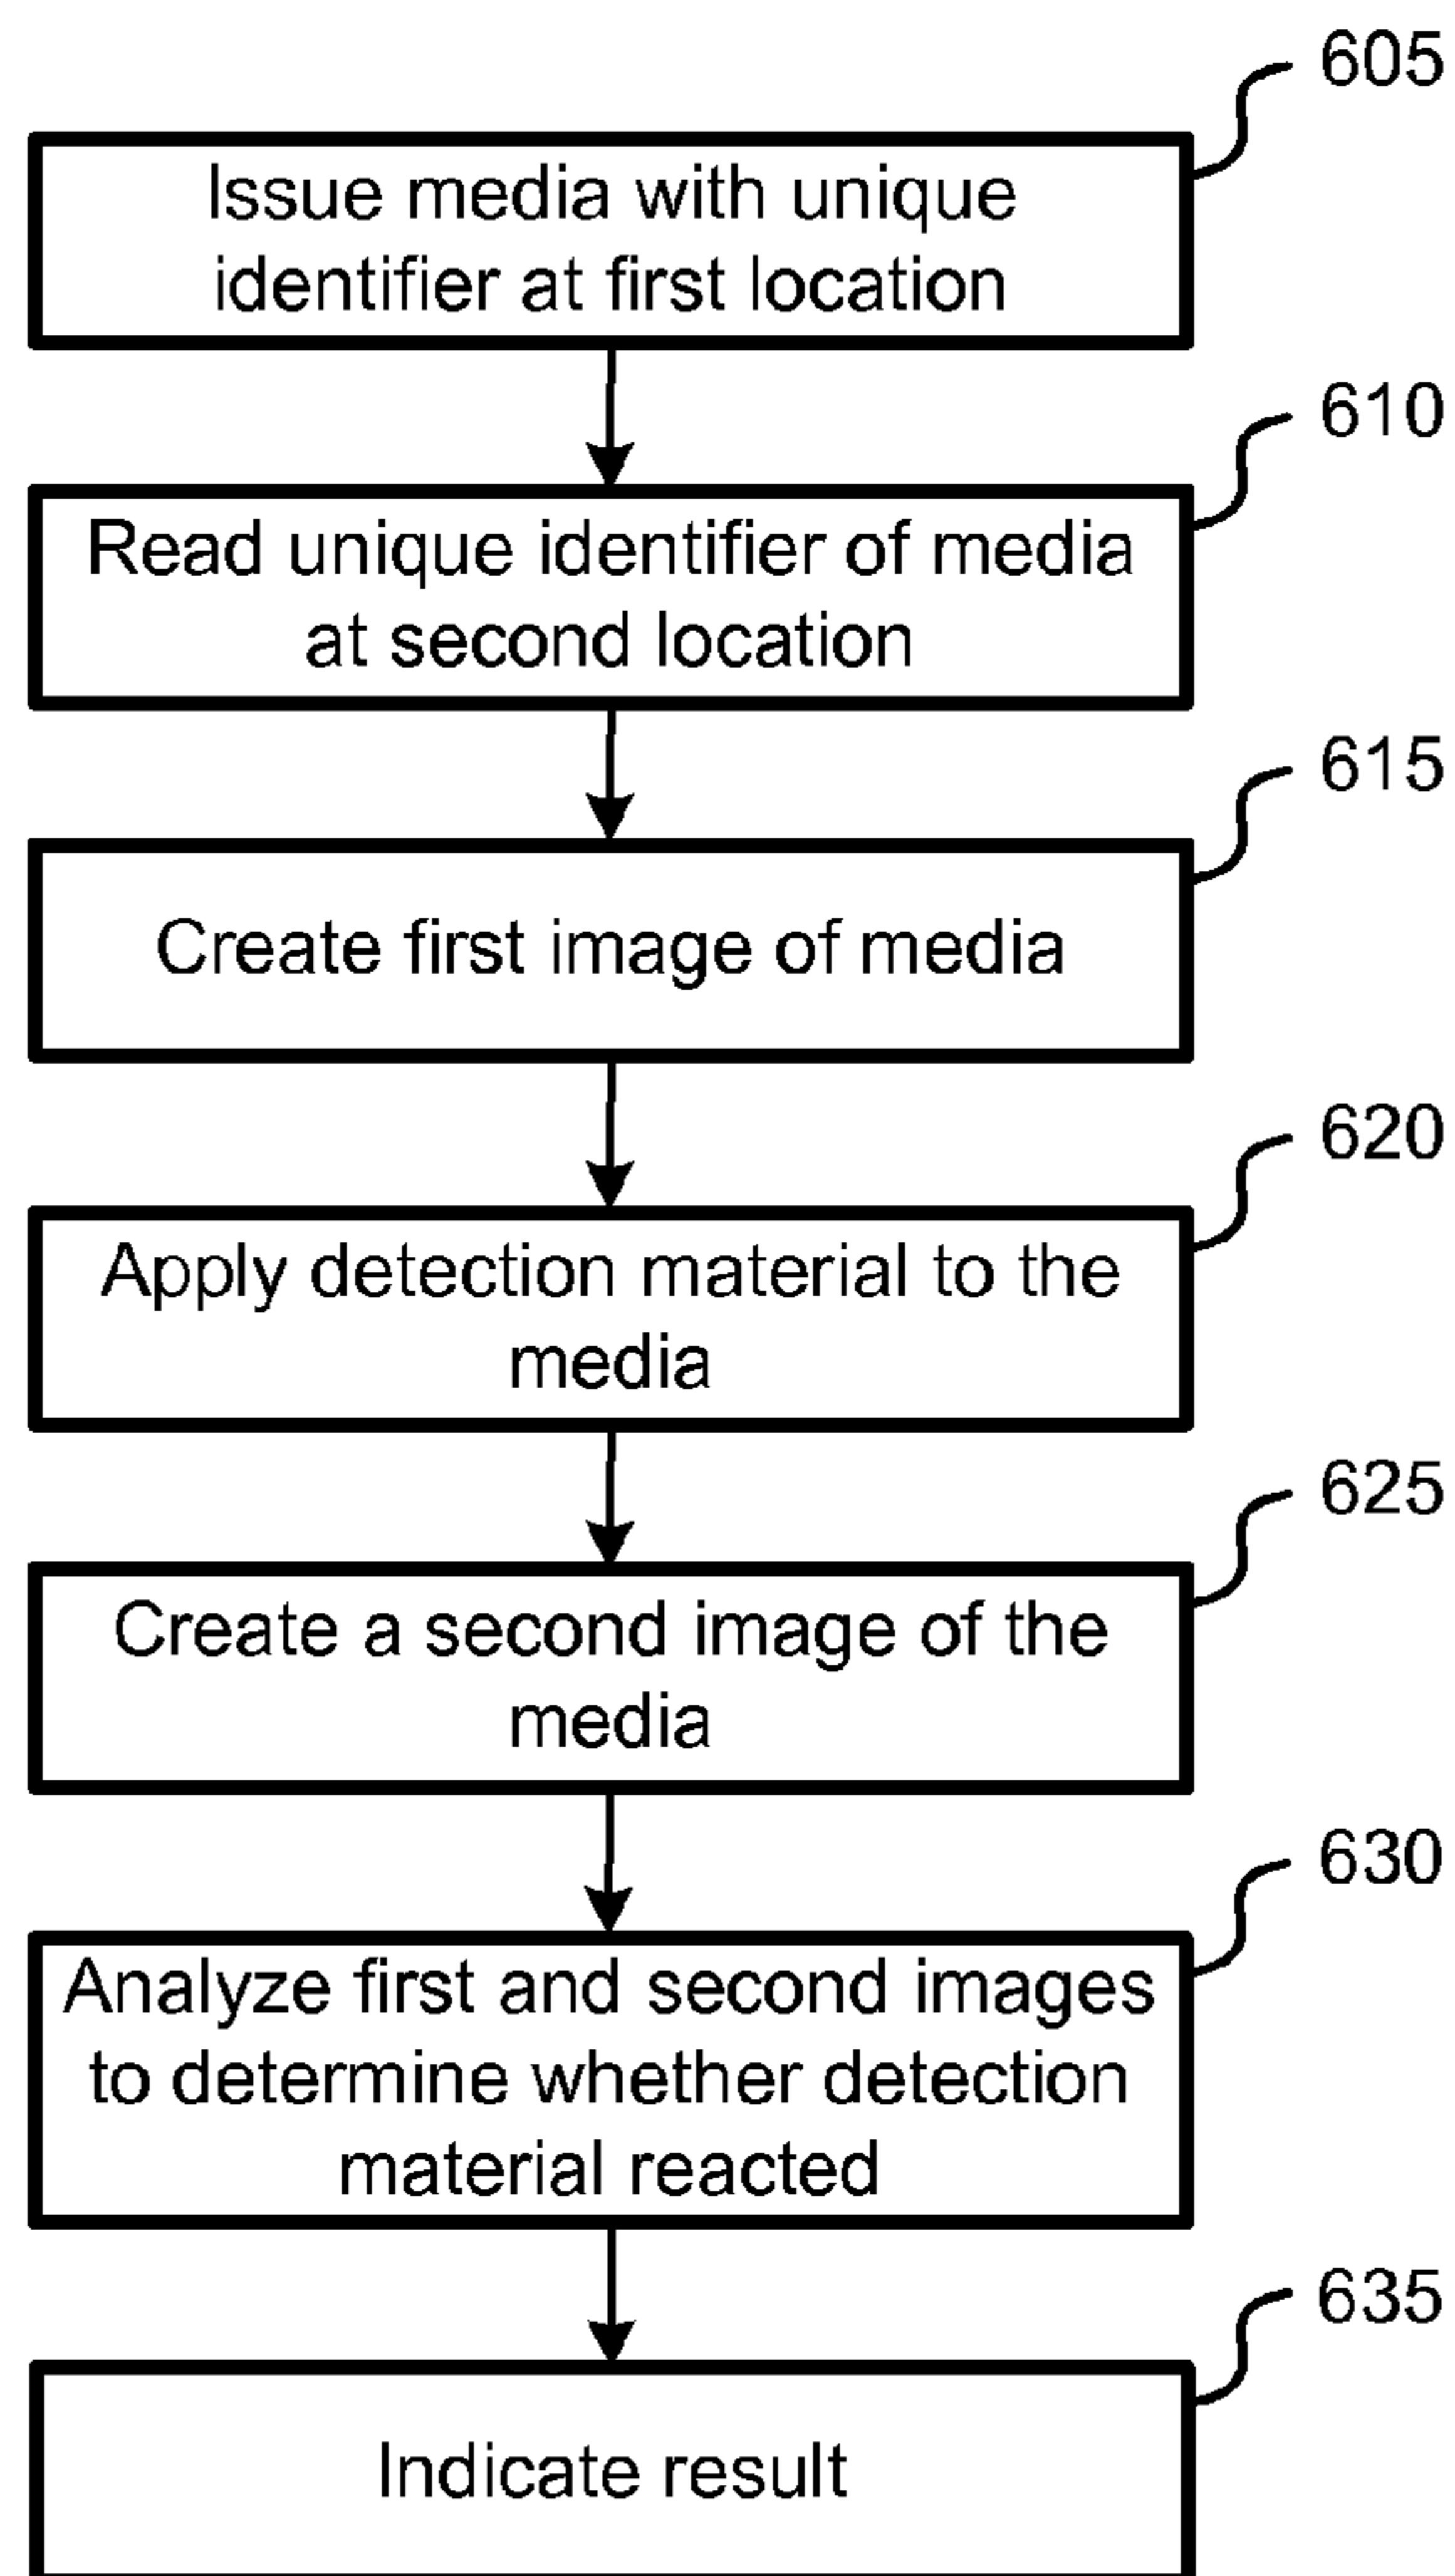 605
Issue media with unique
identifier at first location
610
Read unique identifier of media
at second location
615
Create first image of media
620
Apply detection material to the
media
625
Create a second image of the
media
630
Analyze first and second images
to determine whether detection
material reacted
635
Indicate result